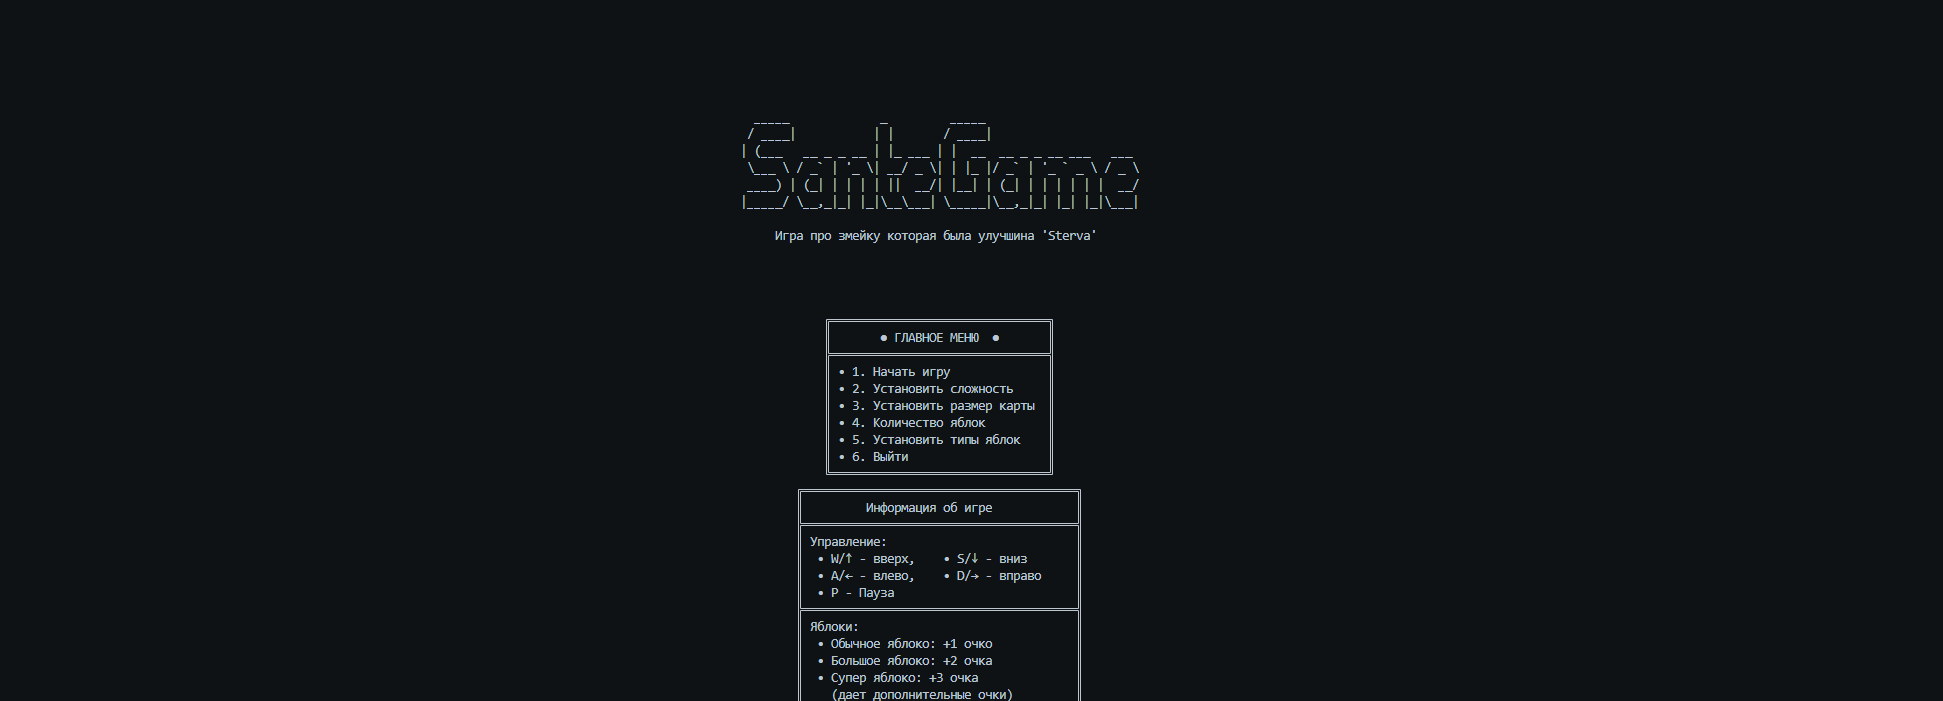 SanteGame
Игра про змейку которая была улучшина 'Sterva'
● ГЛАВНОЕ МЕНЮ ●
• 1. Начать игру
• 2. Установить сложность
• 3. Установить размер карты
• 4. Количество яблок
• 5. Установить типы яблок
• 6. Выйти
Информация об игре
Управление:
• W/↑ - вверх, • S/↓ - вниз
• A/← - влево, • D/→ - вправо
• P - Пауза
Яблоки:
• Обычное яблоко: +1 очко
• Большое яблоко: +2 очка
• Супер яблоко: +3 очка
(дает дополнительные очки)